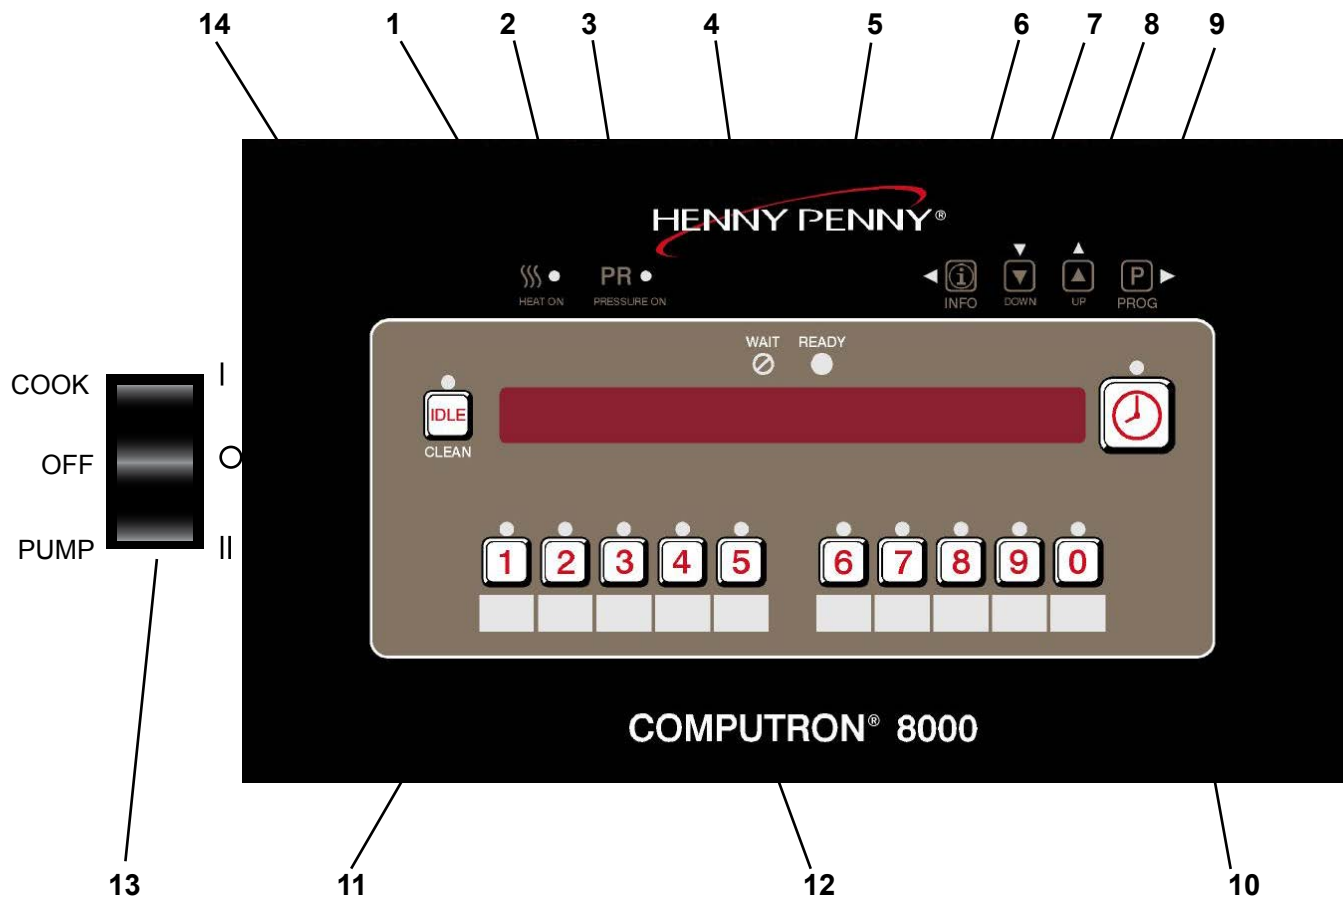 14 1 2 3 4 5 6 7 8 9
HENNY PENNY®
PR
HEAT ON PRESSURE ON
i P
INFO DOWN UP PROG
WAIT READY
COOK I
IDLE
CLEAN
OFF O
PUMP II
1 2 3 4 5 6 7 8 9 0
COMPUTRON® 8000
13 11 12 10